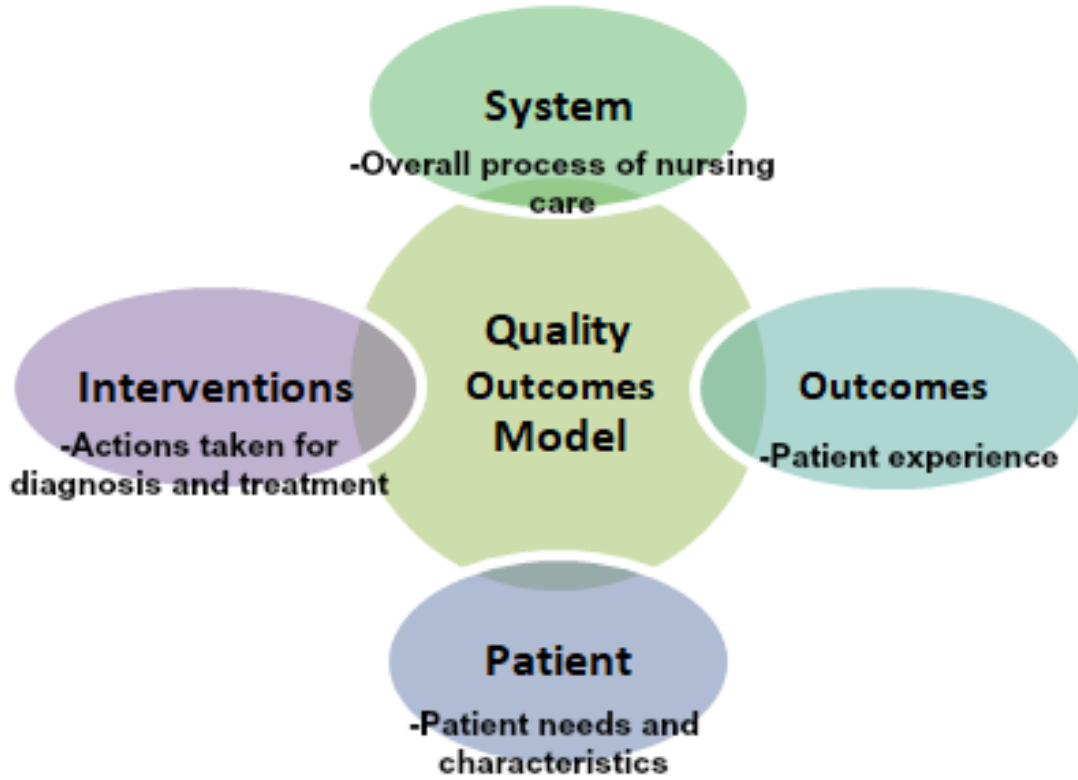 System
-Overall process of nursing
care
Quality
Outcomes
Model
Interventions
-Actions taken for
diagnosis and treatment
Outcomes
-Patient experience
Patient
-Patient needs and
characteristics